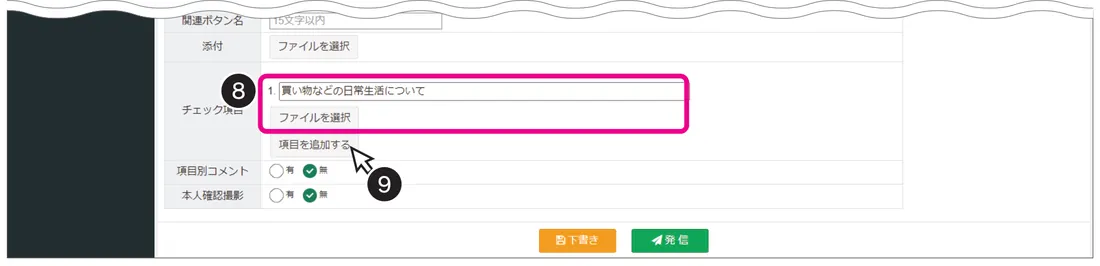 関連ボタン名 15文字以内
添付 ファイルを選択
8
チェック項目 1. 買い物などの日常生活について
ファイルを選択
項目を追加する
9
項目別コメント 有 無
本人確認撮影 有 無
下書き 発信